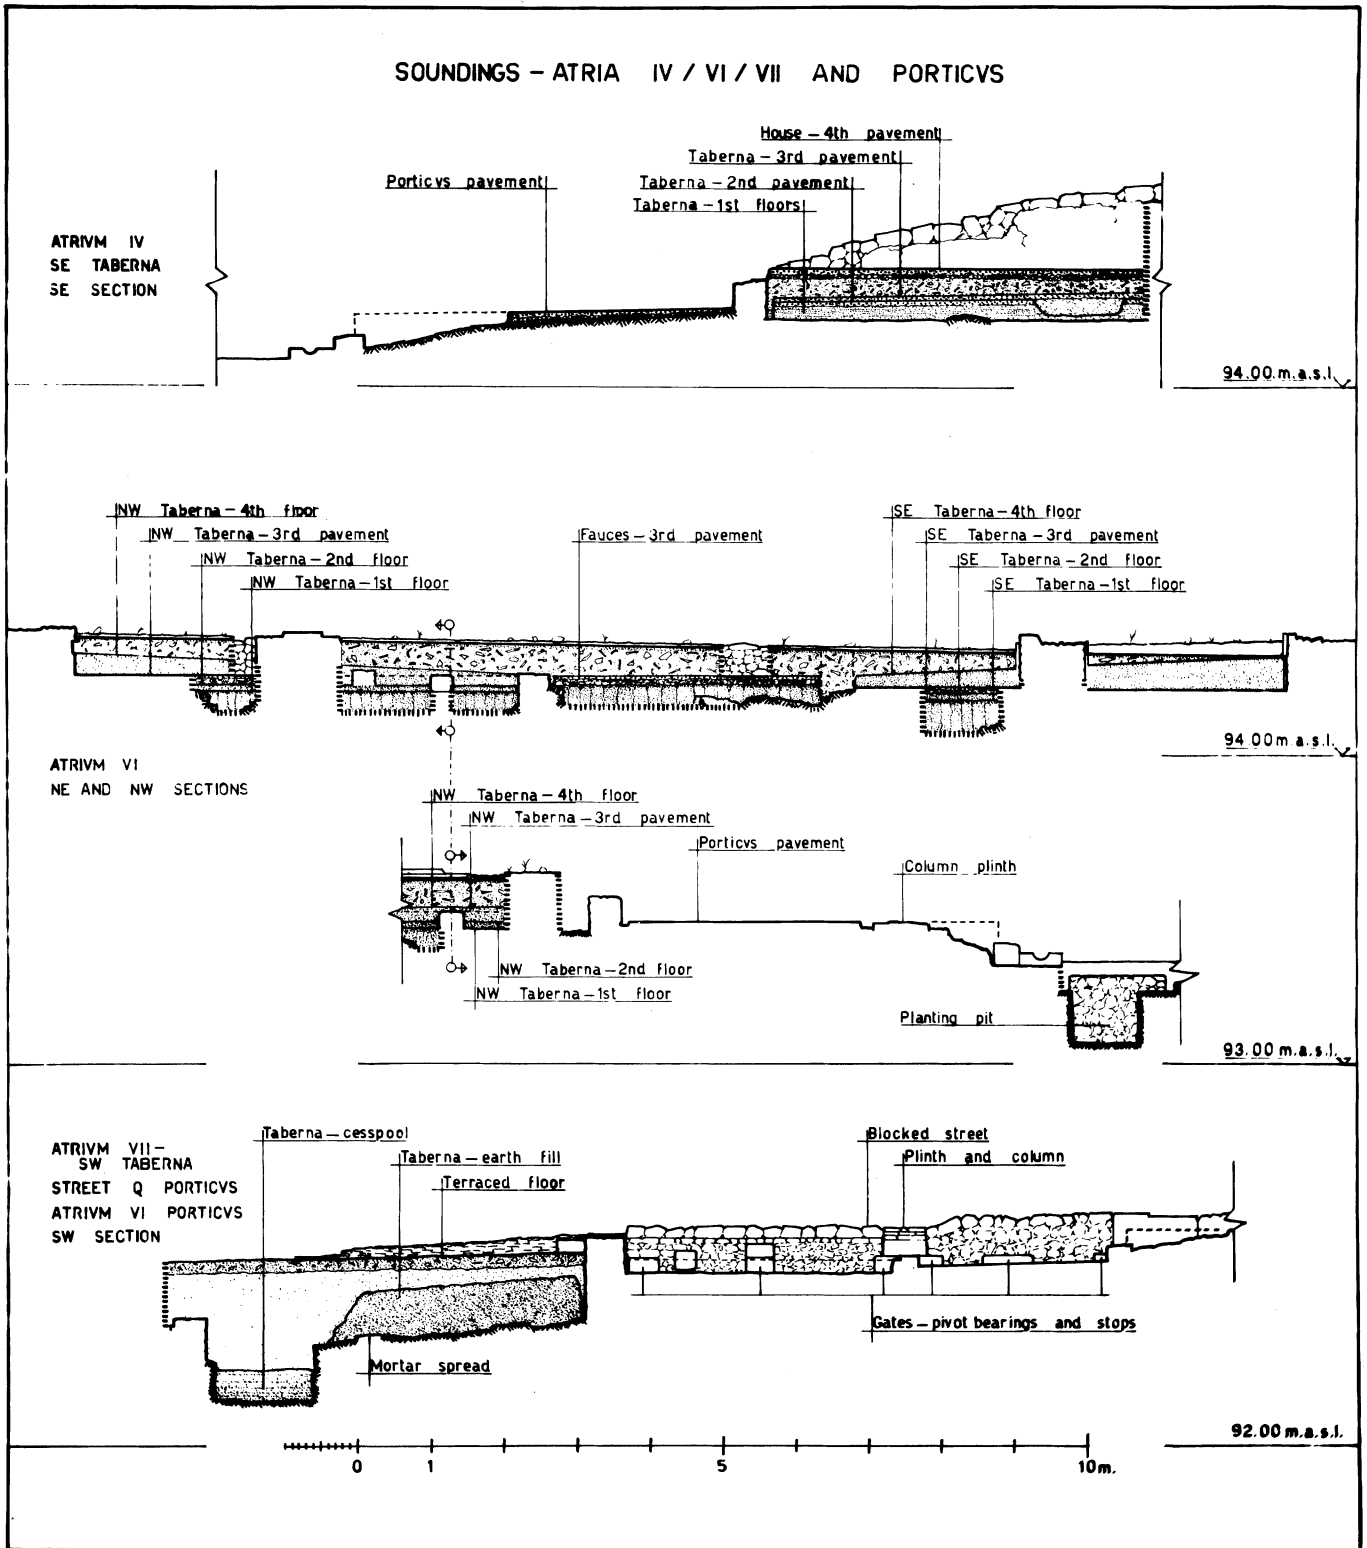 SOUNDINGS – ATRIA IV / VI / VII AND PORTICVS
House – 4th pavement
Taberna – 3rd pavement
Porticvs pavement
Taberna – 2nd pavement
Taberna – 1st floors
ATRIVM IV
SE TABERNA
SE SECTION
94.00 m.a.s.l.
NW Taberna – 4th floor
SE Taberna – 4th floor
NW Taberna – 3rd pavement
Fauces – 3rd pavement
SE Taberna – 3rd pavement
NW Taberna – 2nd floor
SE Taberna – 2nd floor
NW Taberna – 1st floor
SE Taberna – 1st floor
94.00 m.a.s.l.
ATRIVM VI
NE AND NW SECTIONS
NW Taberna – 4th floor
NW Taberna – 3rd pavement
Porticvs pavement
Column plinth
NW Taberna – 2nd floor
NW Taberna – 1st floor
Planting pit
93.00 m.a.s.l.
Taberna – cesspool
Blocked street
ATRIVM VII –
SW TABERNA
STREET Q PORTICVS
ATRIVM VI PORTICVS
SW SECTION
Taberna – earth fill
Plinth and column
Terraced floor
Gates – pivot bearings and stops
Mortar spread
92.00 m.a.s.l.
0 1 5 10 m.